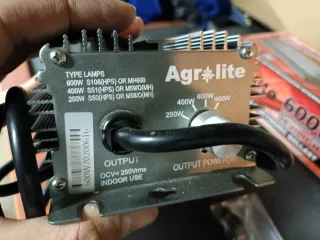 TYPE LAMPS
600W S106(HPS) OR MH600
400W S51(HPS) OR M59/C(MH)
250W S50(HPS) OR M58/C(MH)
Agrolite
600W
400W
660W
250W
OUTPUT
OCV< 250Vrms
INDOOR USE
OUTPUT POWER
600